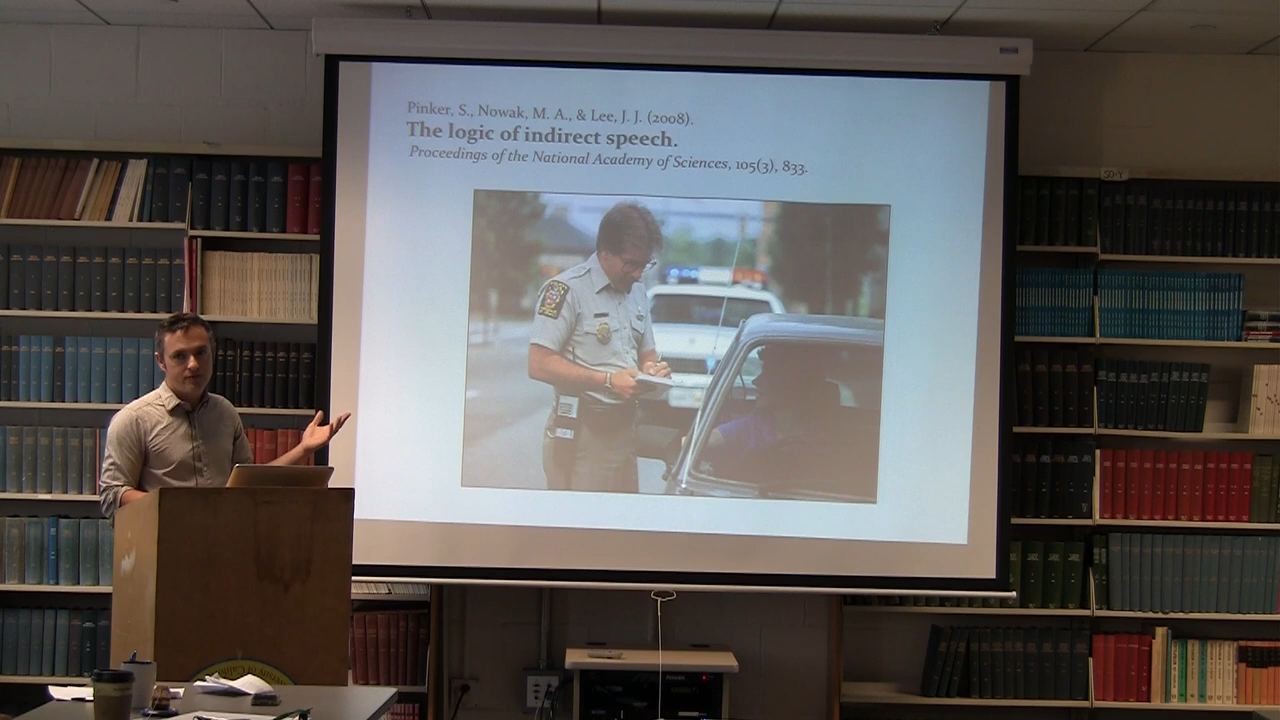 Pinker, S., Nowak, M. A., & Lee, J. J. (2008).
The logic of indirect speech.
Proceedings of the National Academy of Sciences, 105(3), 833.